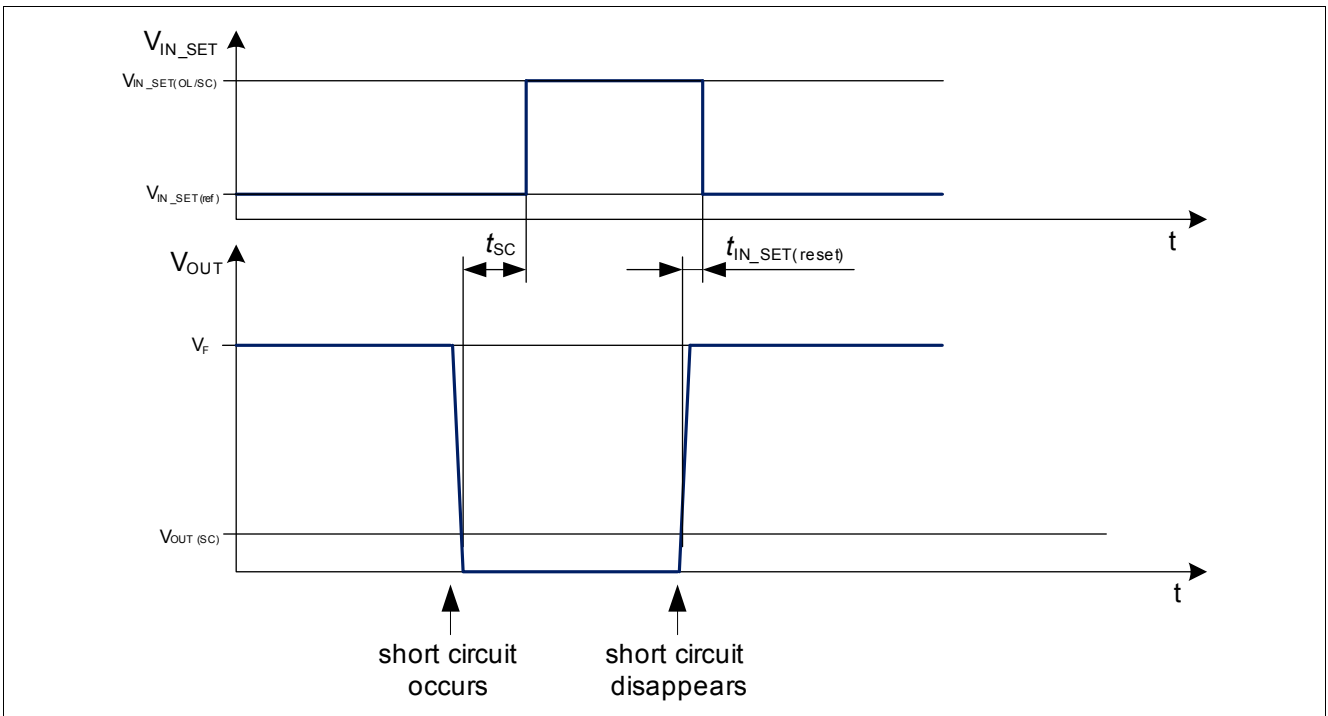 VIN_SET
VIN_SET(OL/SC)
VIN_SET(ref)
t
tSC
tIN_SET(reset)
VOUT
VF
VOUT (SC)
t
short circuit
occurs
short circuit
disappears